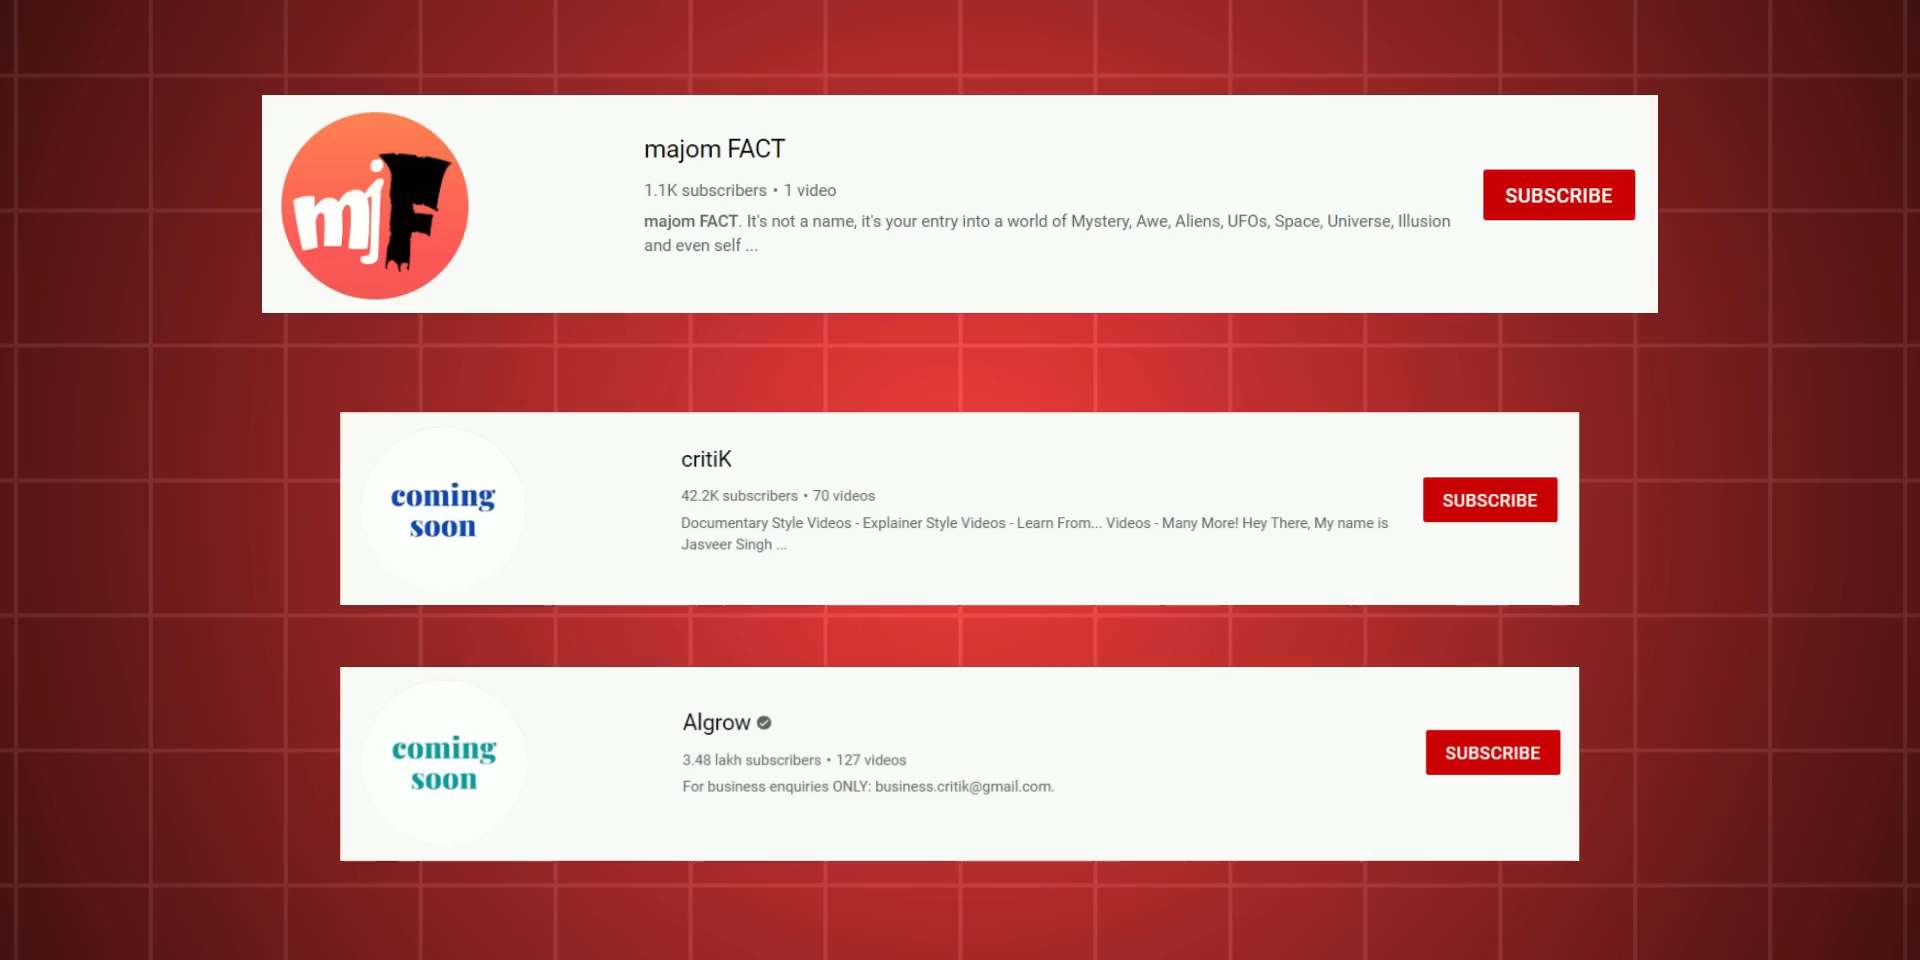 mjF
majom FACT
1.1K subscribers • 1 video
majom FACT. It's not a name, it's your entry into a world of Mystery, Awe, Aliens, UFOs, Space, Universe, Illusion
and even self ...
SUBSCRIBE
coming
soon
critiK
42.2K subscribers • 70 videos
Documentary Style Videos - Explainer Style Videos - Learn From... Videos - Many More! Hey There, My name is
Jasveer Singh ...
SUBSCRIBE
coming
soon
Algrow
3.48 lakh subscribers • 127 videos
For business enquiries ONLY: business.critik@gmail.com.
SUBSCRIBE